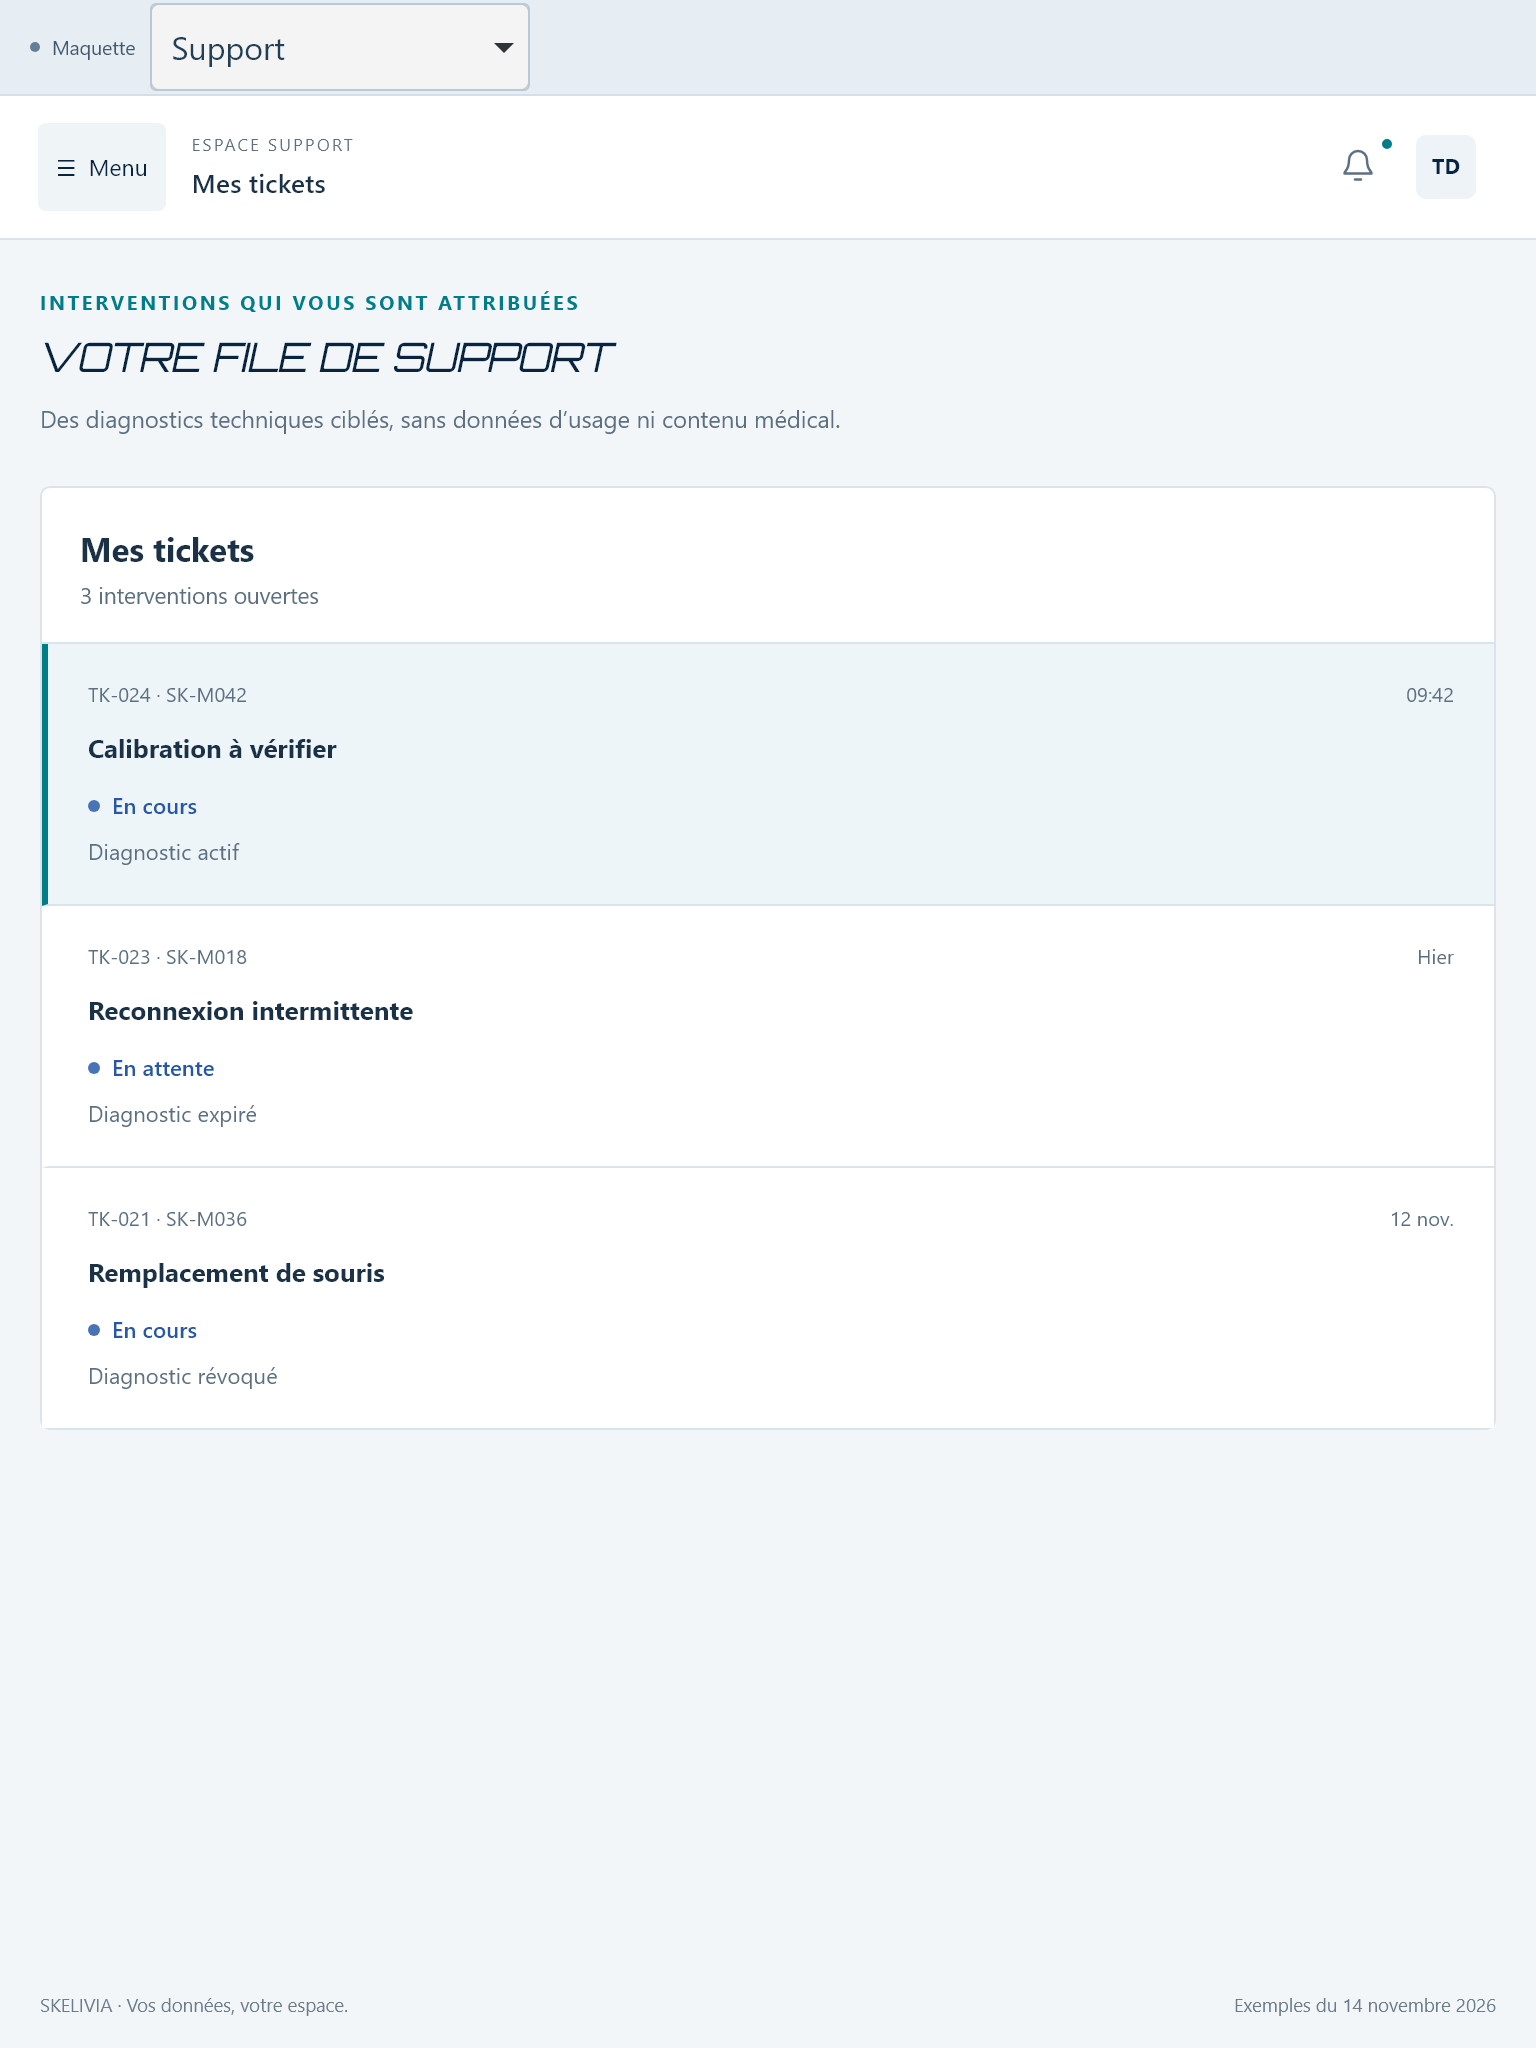 Maquette
Support
☰ Menu
ESPACE SUPPORT
Mes tickets
TD
INTERVENTIONS QUI VOUS SONT ATTRIBUÉES
VOTRE FILE DE SUPPORT
Des diagnostics techniques ciblés, sans données d’usage ni contenu médical.
Mes tickets
3 interventions ouvertes
TK-024 · SK-M042
09:42
Calibration à vérifier
En cours
Diagnostic actif
TK-023 · SK-M018
Hier
Reconnexion intermittente
En attente
Diagnostic expiré
TK-021 · SK-M036
12 nov.
Remplacement de souris
En cours
Diagnostic révoqué
SKELIVIA · Vos données, votre espace.
Exemples du 14 novembre 2026